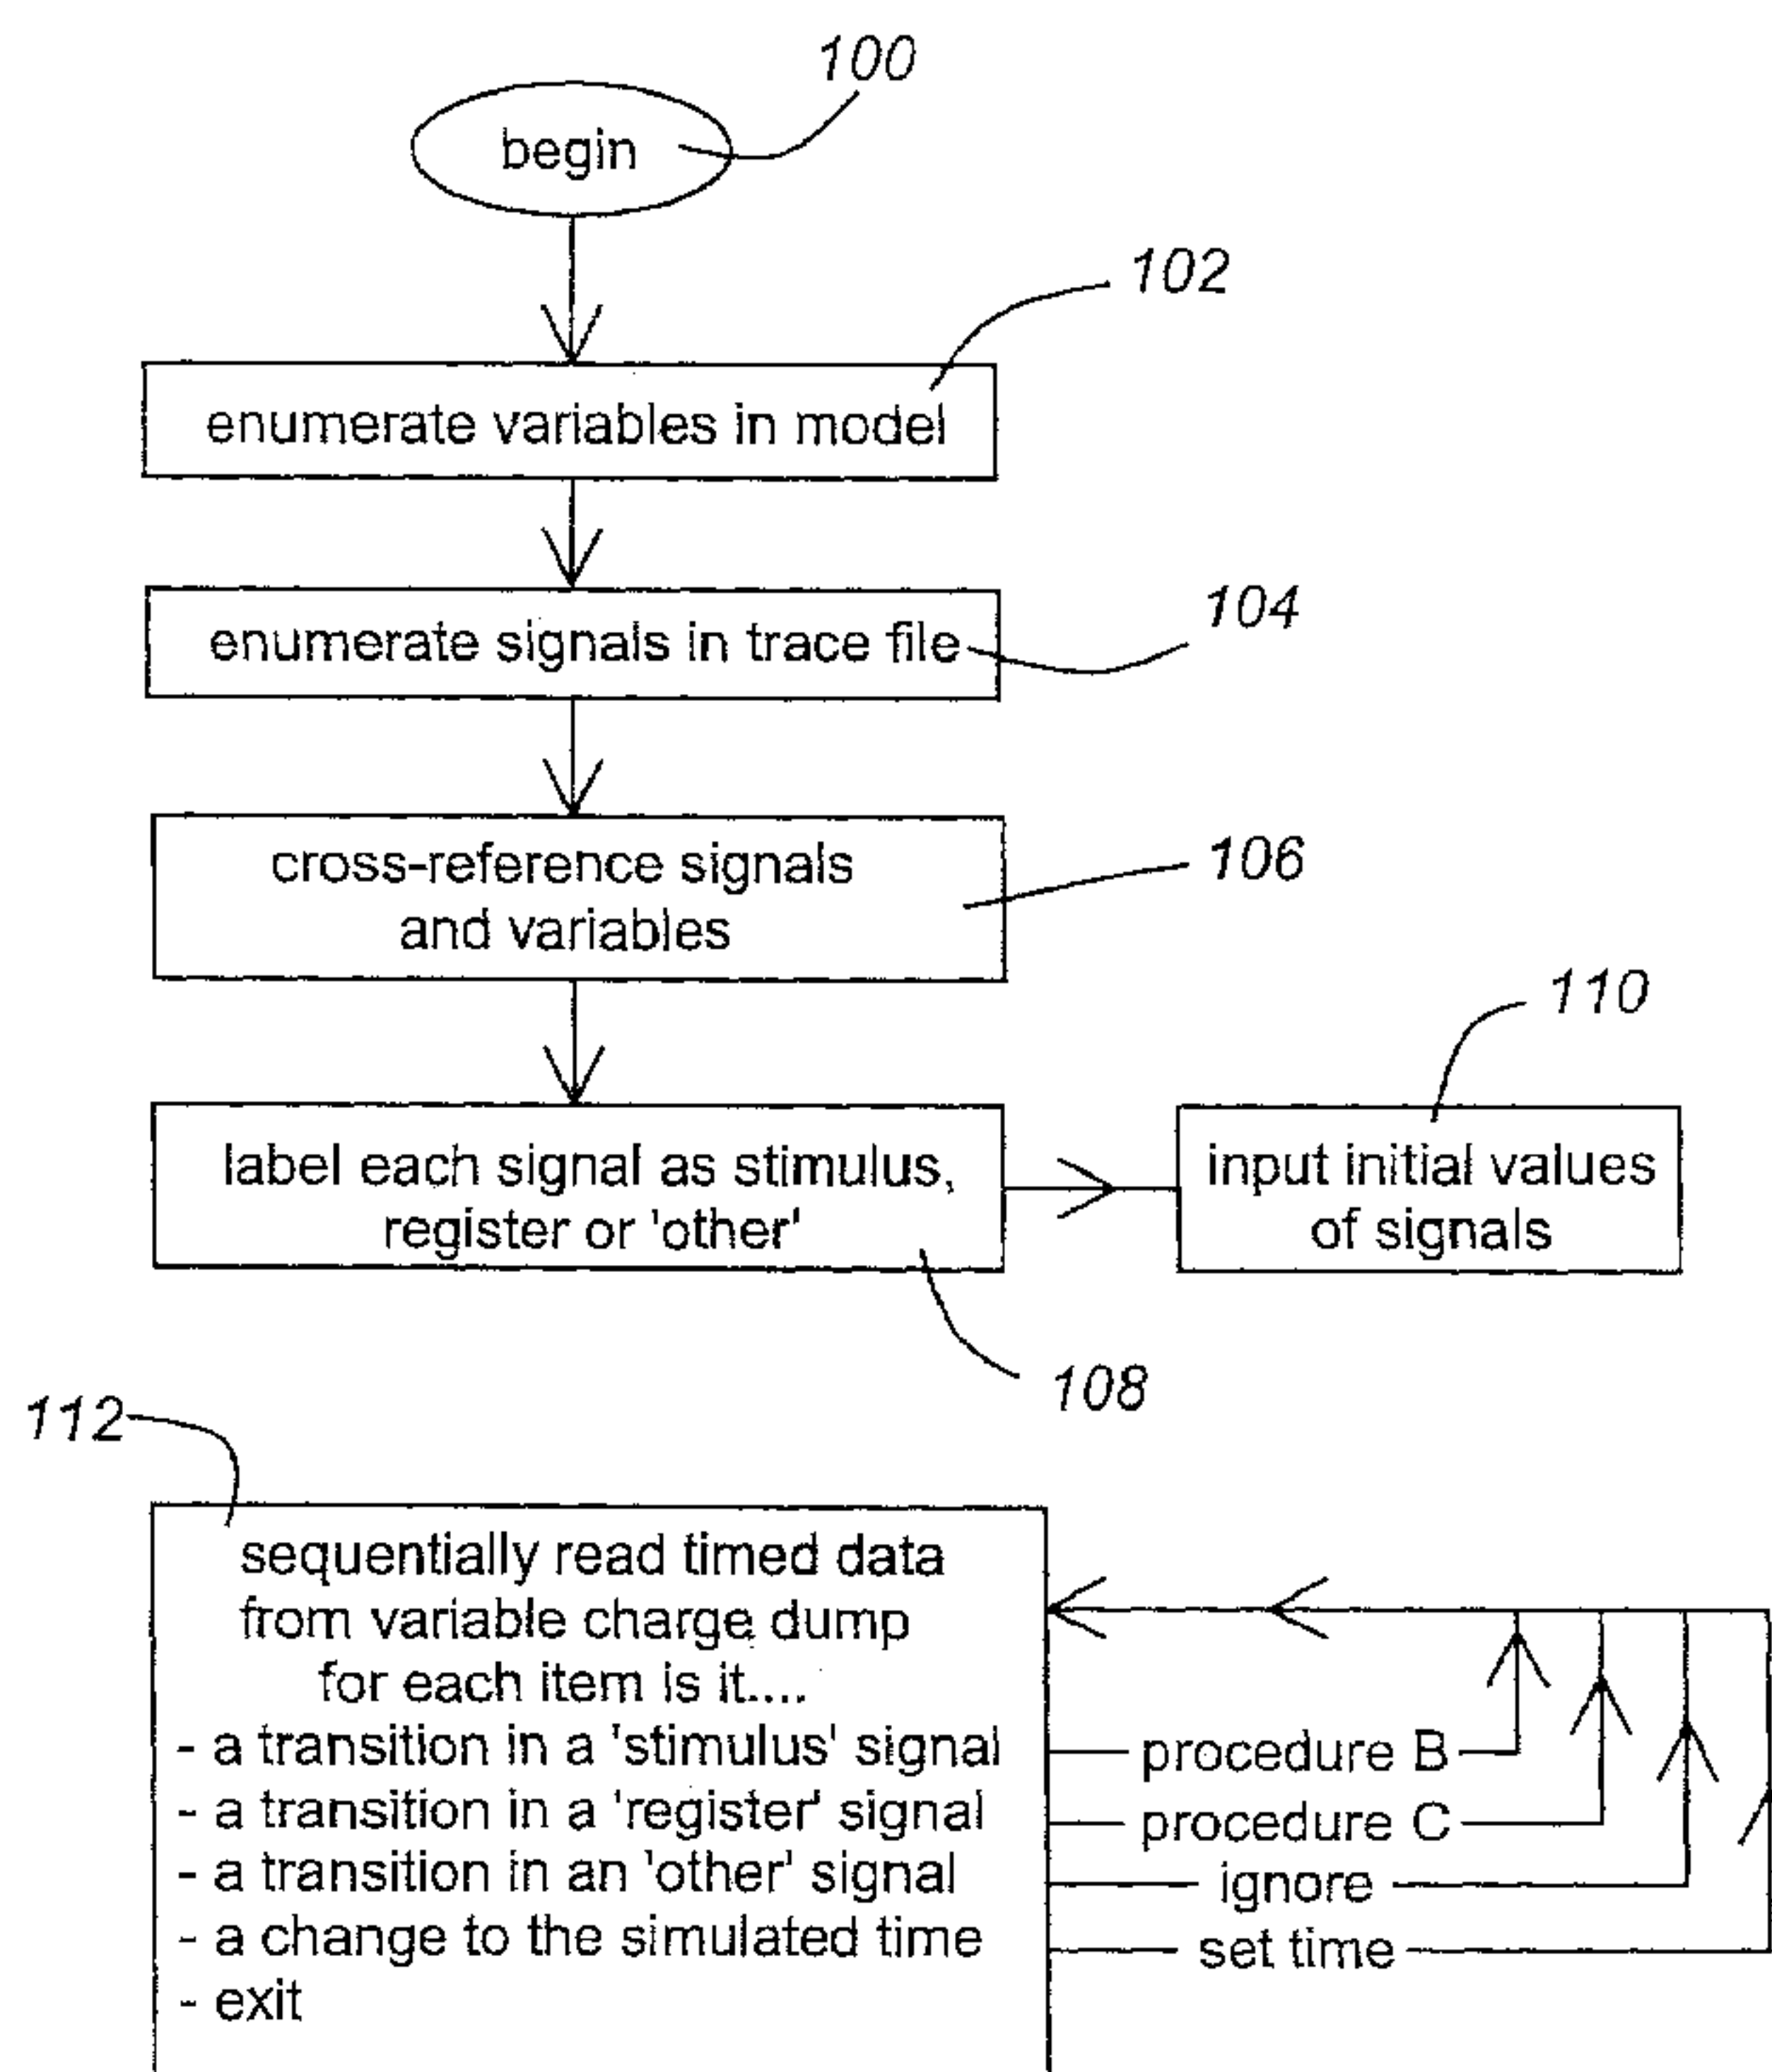 100
begin
102
enumerate variables in model
104
enumerate signals in trace file
cross-reference signals
and variables
106
110
label each signal as stimulus,
register or 'other'
input initial values
of signals
108
112
sequentially read timed data
from variable charge dump
for each item is it....
- a transition in a 'stimulus' signal
procedure B
- a transition in a 'register' signal
procedure C
- a transition in an 'other' signal
ignore
- a change to the simulated time
set time
- exit